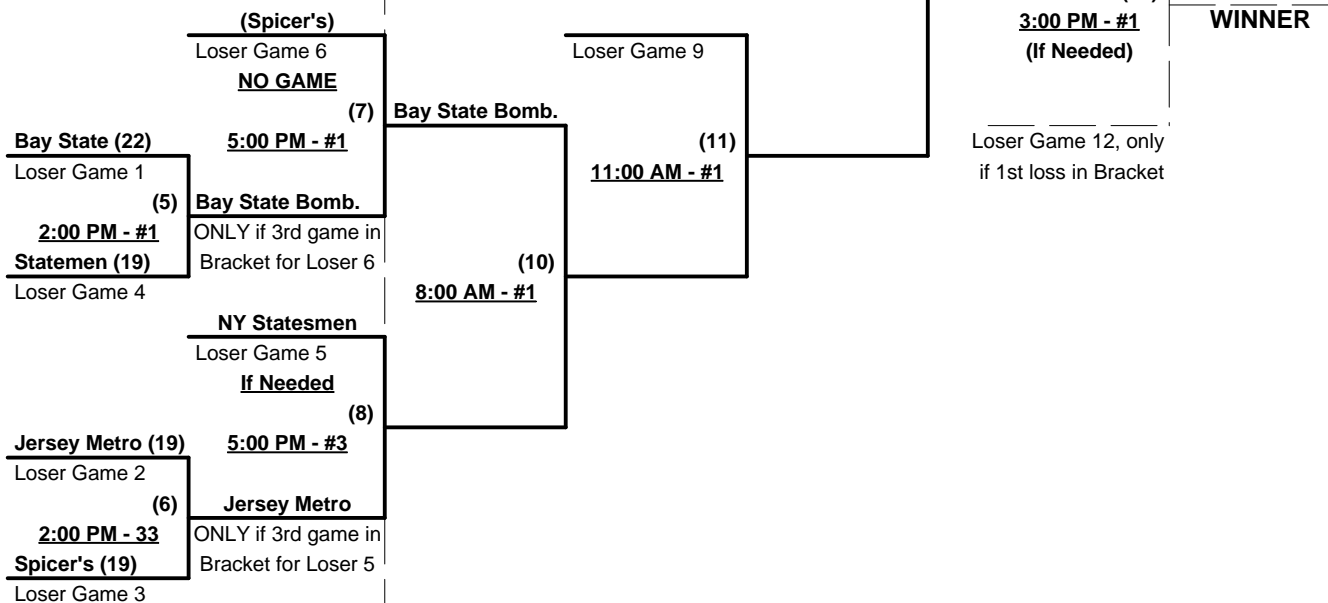 (Spicer's)
Loser Game 6
NO GAME
(7)
5:00 PM - #1
Bay State (22)
Loser Game 1
(5)
2:00 PM - #1
Statemen (19)
Loser Game 4
Bay State Bomb.
ONLY if 3rd game in
Bracket for Loser 6
NY Statesmen
Loser Game 5
If Needed
(8)
5:00 PM - #3
Jersey Metro (19)
Loser Game 2
(6)
2:00 PM - 33
Spicer's (19)
Loser Game 3
Jersey Metro
ONLY if 3rd game in
Bracket for Loser 5
Bay State Bomb.
(10)
8:00 AM - #1
Loser Game 9
(11)
11:00 AM - #1
3:00 PM - #1
(If Needed)
Loser Game 12, only
if 1st loss in Bracket
WINNER